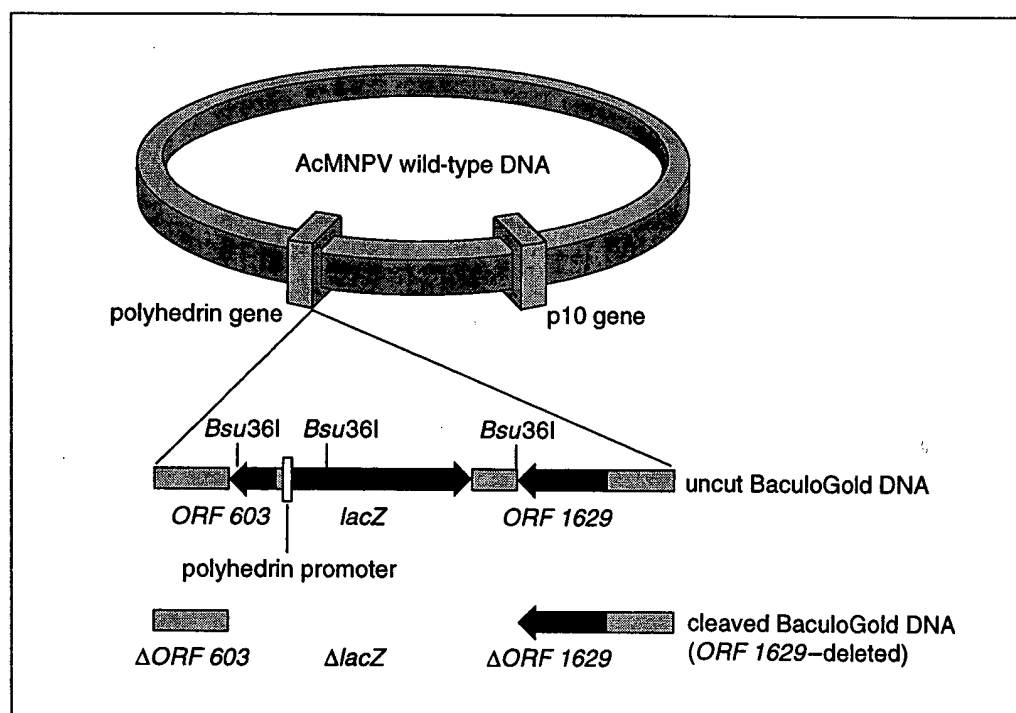 AcMNPV wild-type DNA
polyhedrin gene
p10 gene
Bsu36I Bsu36I Bsu36I
uncut BaculoGold DNA
ORF 603 lacZ ORF 1629
polyhedrin promoter
cleaved BaculoGold DNA
ΔORF 603 ΔlacZ ΔORF 1629 (ORF 1629–deleted)